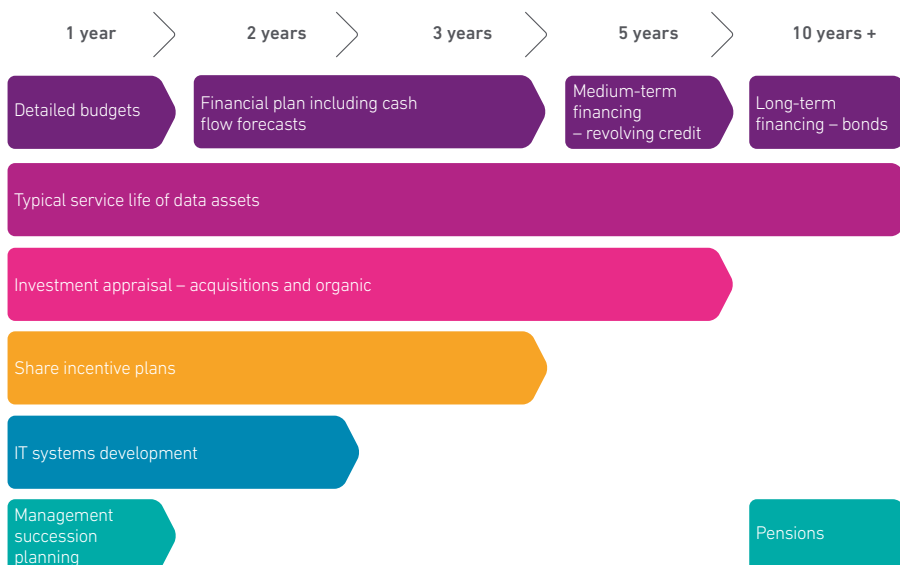 1 year
2 years
3 years
5 years
10 years +
Detailed budgets
Financial plan including cash
flow forecasts
Medium-term
financing
– revolving credit
Long-term
financing – bonds
Typical service life of data assets
Investment appraisal – acquisitions and organic
Share incentive plans
IT systems development
Management
succession
planning
Pensions